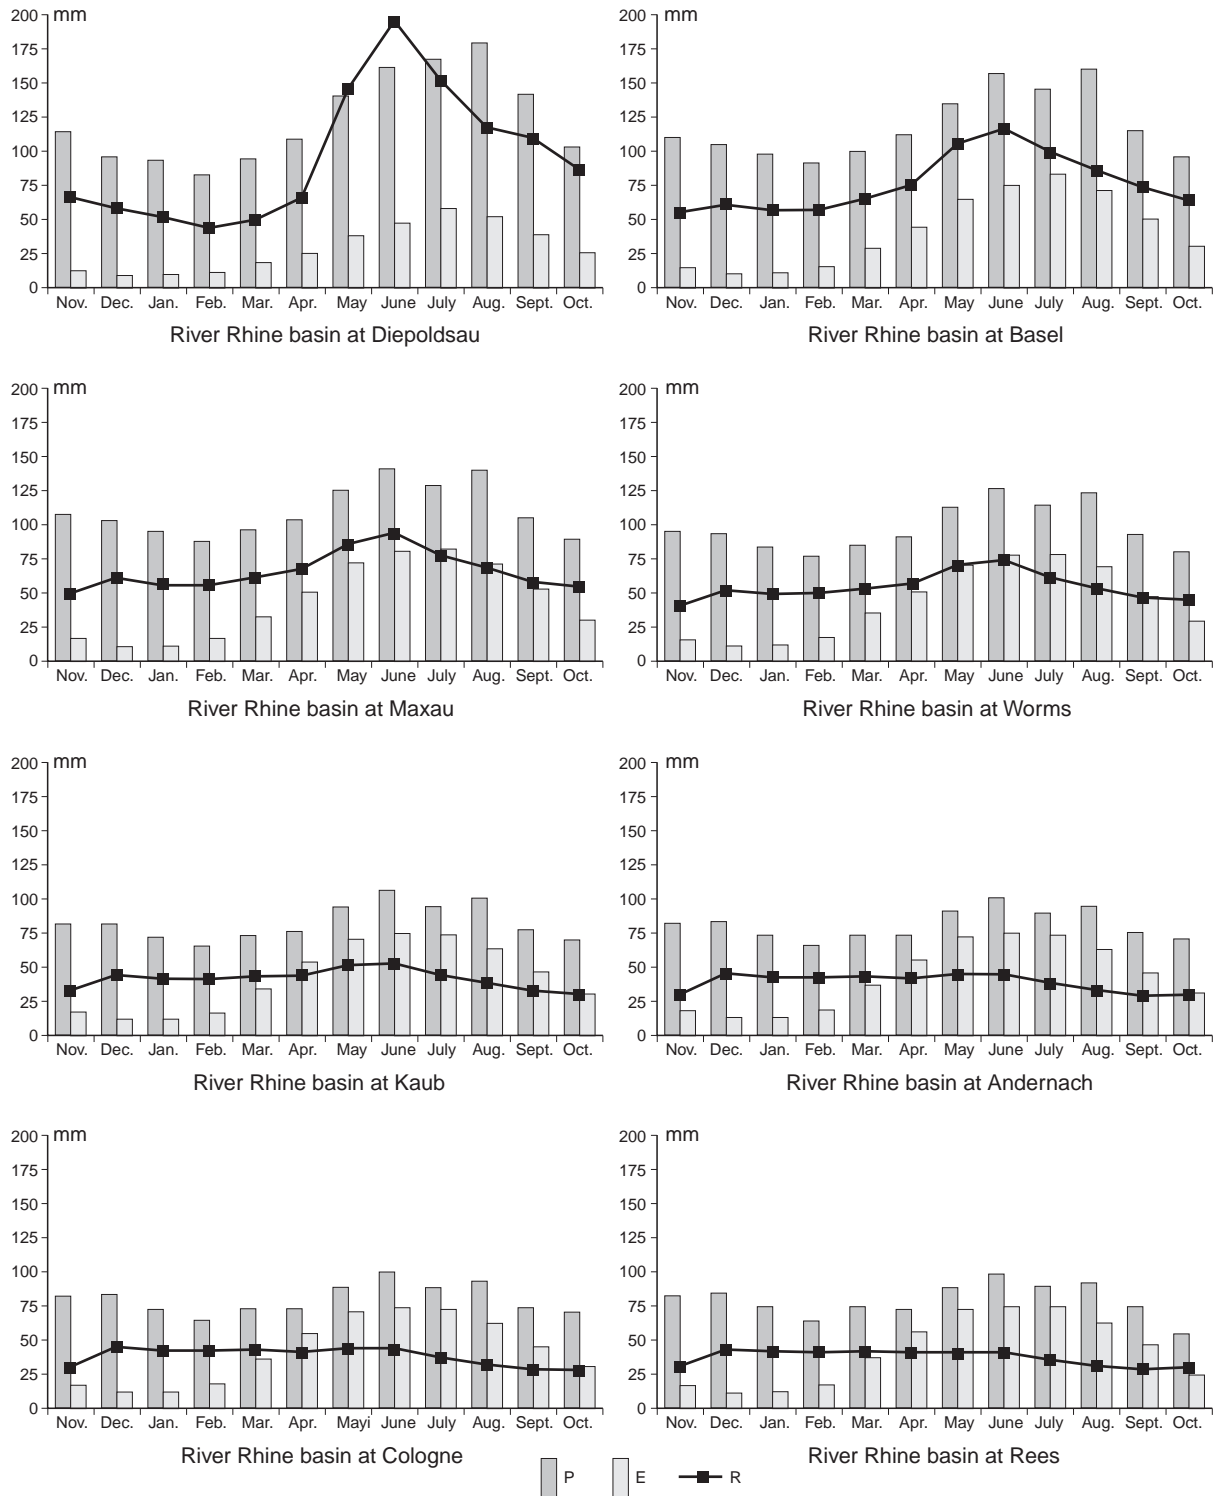 200 mm
175
150
125
100
75
50
25
0
Nov. Dec. Jan. Feb. Mar. Apr. May June July Aug. Sept. Oct.
River Rhine basin at Diepoldsau
200 mm
175
150
125
100
75
50
25
0
Nov. Dec. Jan. Feb. Mar. Apr. May June July Aug. Sept. Oct.
River Rhine basin at Basel
200 mm
175
150
125
100
75
50
25
0
Nov. Dec. Jan. Feb. Mar. Apr. May June July Aug. Sept. Oct.
River Rhine basin at Maxau
200 mm
175
150
125
100
75
50
25
0
Nov. Dec. Jan. Feb. Mar. Apr. May June July Aug. Sept. Oct.
River Rhine basin at Worms
200 mm
175
150
125
100
75
50
25
0
Nov. Dec. Jan. Feb. Mar. Apr. May June July Aug. Sept. Oct.
River Rhine basin at Kaub
200 mm
175
150
125
100
75
50
25
0
Nov. Dec. Jan. Feb. Mar. Apr. May June July Aug. Sept. Oct.
River Rhine basin at Andernach
200 mm
175
150
125
100
75
50
25
0
Nov. Dec. Jan. Feb. Mar. Apr. Mayi June July Aug. Sept. Oct.
River Rhine basin at Cologne
200 mm
175
150
125
100
75
50
25
0
Nov. Dec. Jan. Feb. Mar. Apr. May June July Aug. Sept. Oct.
River Rhine basin at Rees
P E R